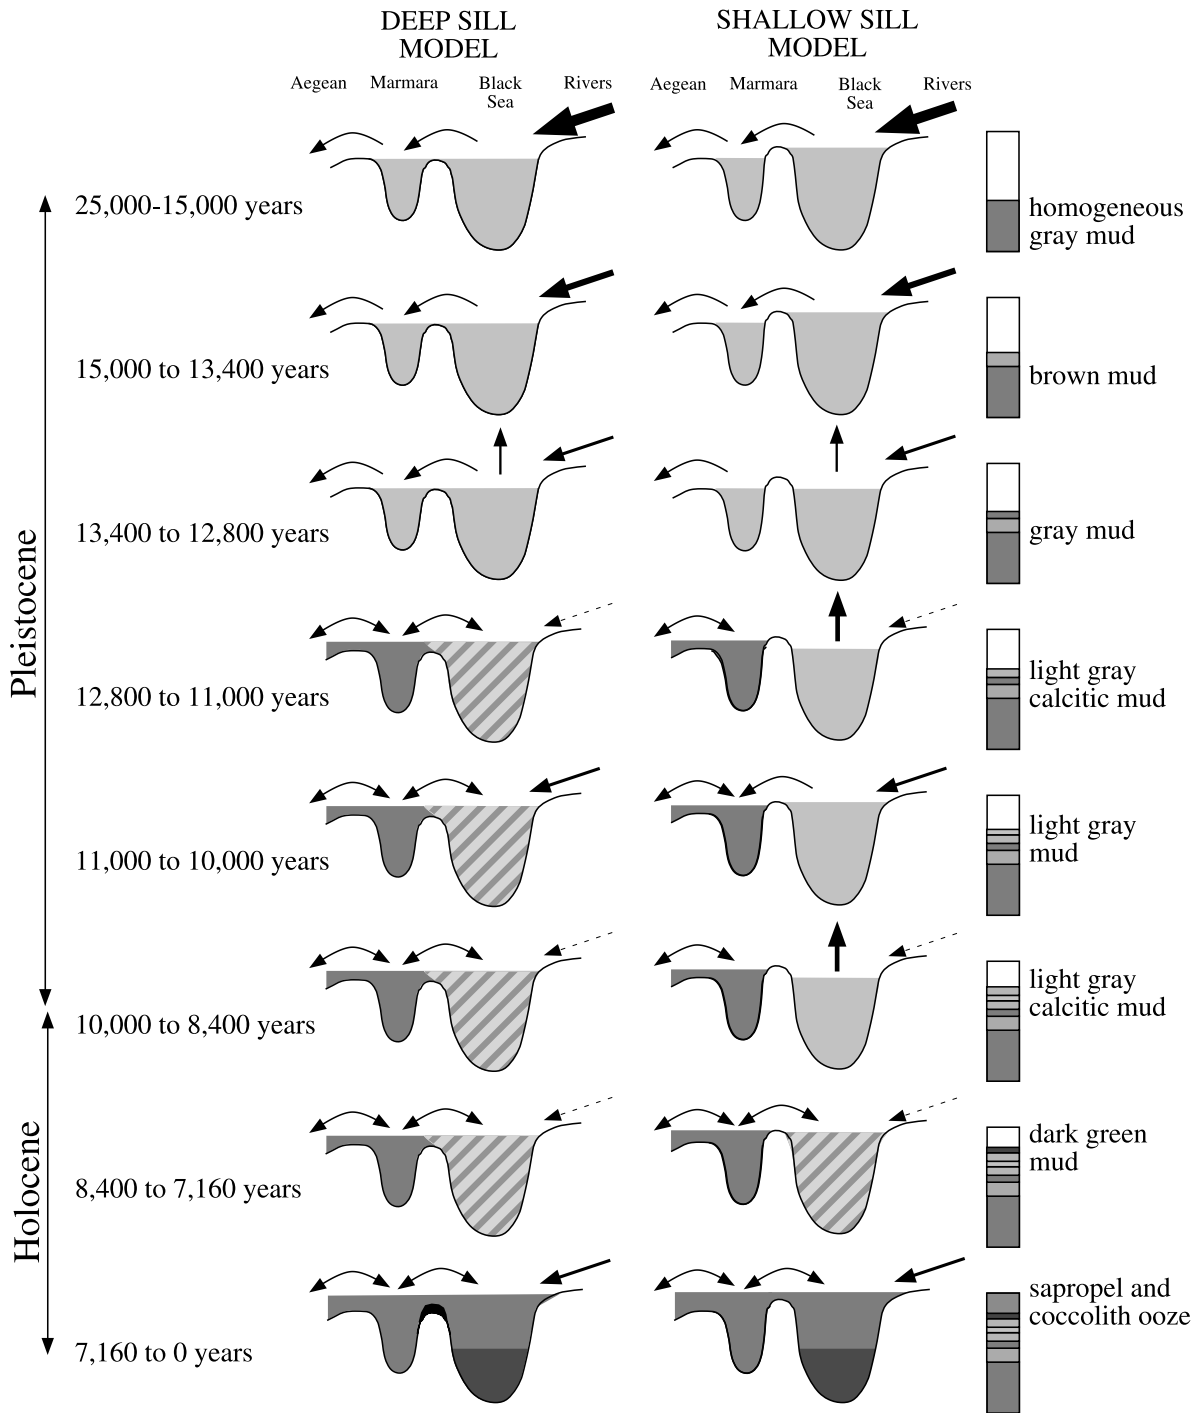 DEEP SILL
MODEL
SHALLOW SILL
MODEL
Aegean
Marmara
Black
Sea
Rivers
Aegean
Marmara
Black
Sea
Rivers
Pleistocene
25,000-15,000 years
homogeneous
gray mud
15,000 to 13,400 years
brown mud
13,400 to 12,800 years
gray mud
12,800 to 11,000 years
light gray
calcitic mud
11,000 to 10,000 years
light gray
mud
Holocene
10,000 to 8,400 years
light gray
calcitic mud
8,400 to 7,160 years
dark green
mud
7,160 to 0 years
sapropel and
coccolith ooze